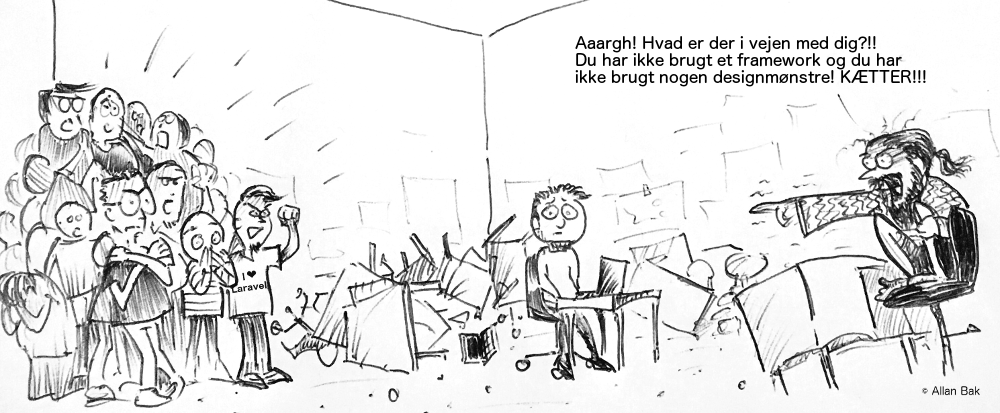 Aaargh! Hvad er der i vejen med dig?!!
Du har ikke brugt et framework og du har
ikke brugt nogen designmønstre! KÆTTER!!!
I ♥
Laravel
© Allan Bak